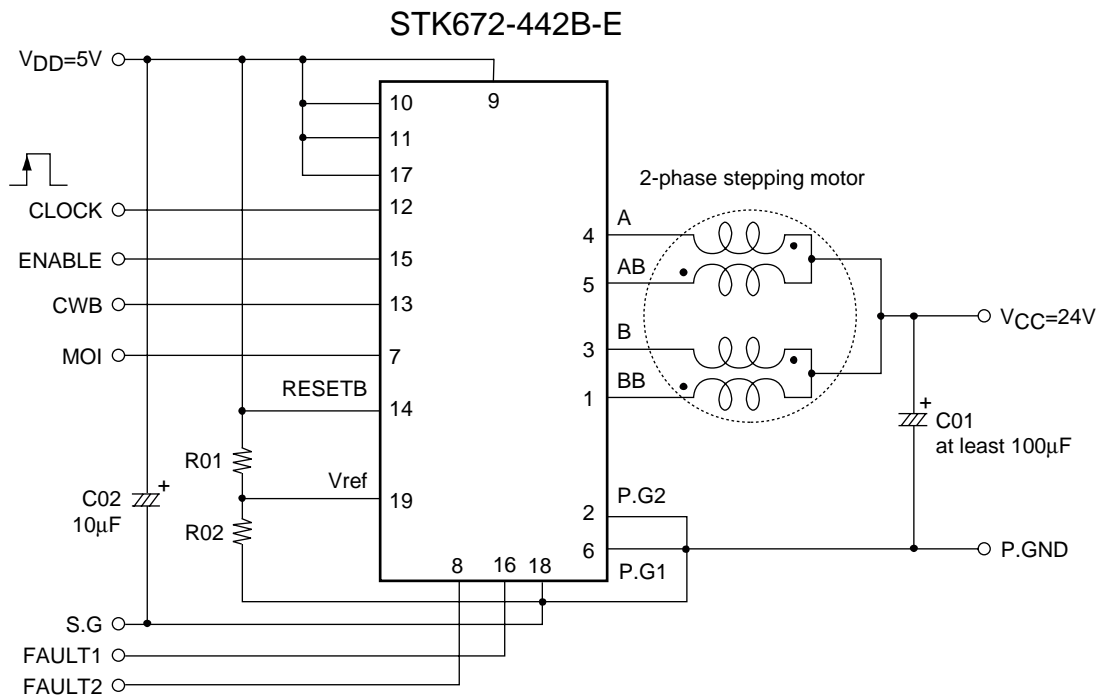 STK672-442B-E
VDD=5V
9
10
11
17
CLOCK
12
ENABLE
15
CWB
13
MOI
7
RESETB
14
R01
Vref
19
C02
+
10μF
R02
8
16
18
S.G
FAULT1
FAULT2
2-phase stepping motor
4
A
5
AB
3
B
1
BB
VCC=24V
+
C01
at least 100μF
P.G2
2
6
P.G1
P.GND